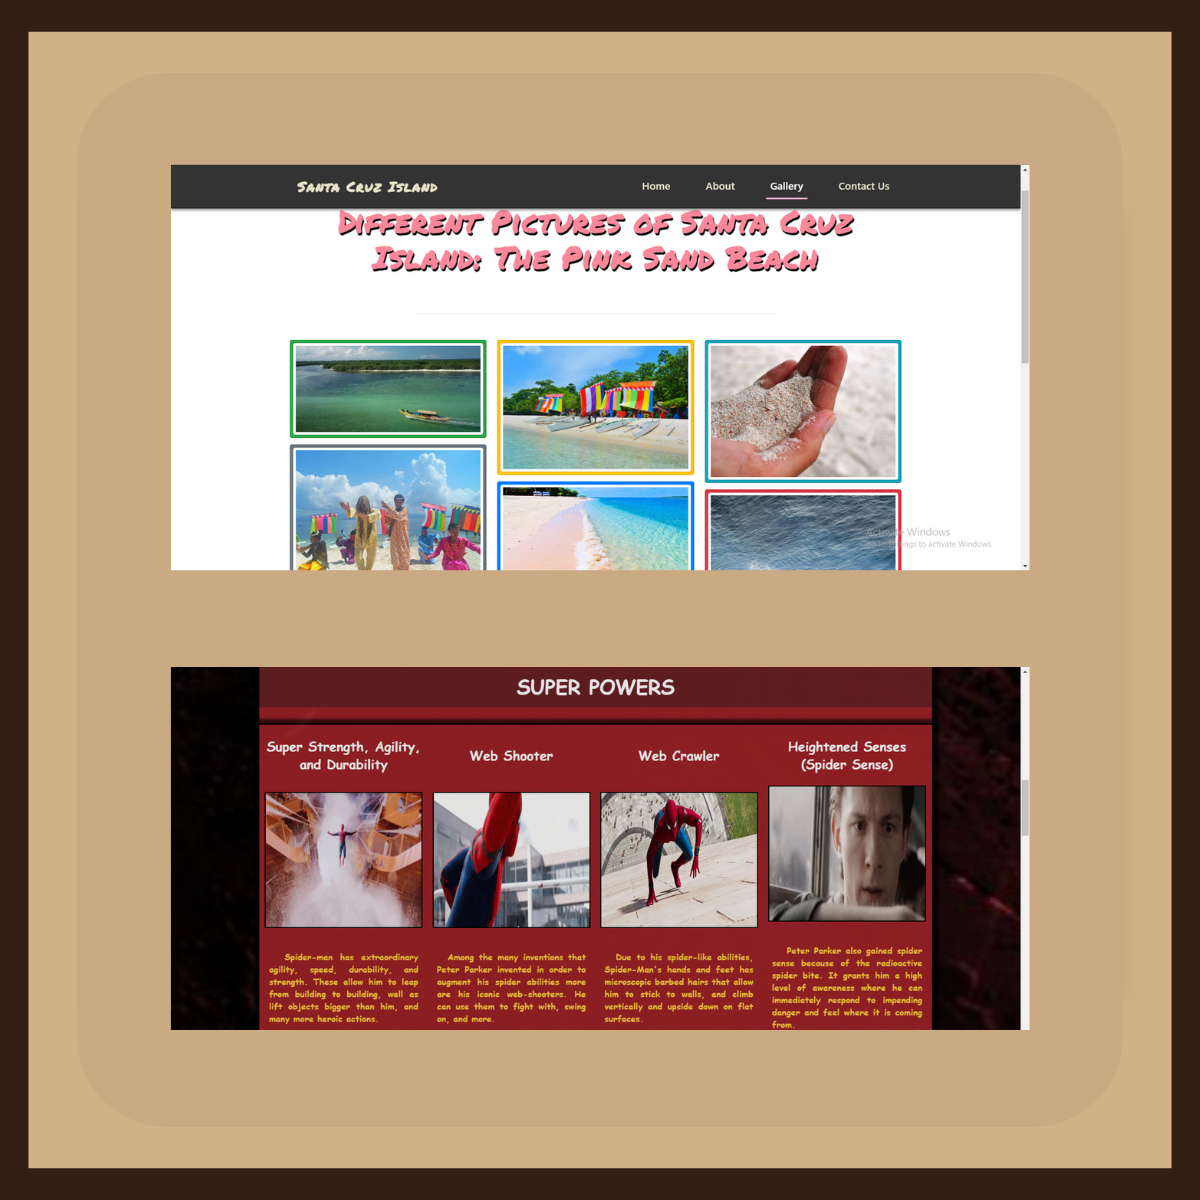 Santa Cruz Island
Home About Gallery Contact Us
Different Pictures of Santa Cruz
Island: The Pink Sand Beach
Windows
to activate Windows.
SUPER POWERS
Super Strength, Agility,
and Durability
Web Shooter
Web Crawler
Heightened Senses
(Spider Sense)
Spider-man has extraordinary
agility, speed, durability, and
strength. These allow him to leap
from building to building, well as
lift objects bigger than him, and
many more heroic actions.
Among the many inventions that
Peter Parker invented in order to
augment his spider abilities more
are his iconic web-shooters. He
can use them to fight with, swing
on, and more.
Due to his spider-like abilities,
Spider-Man's hands and feet has
microscopic barbed hairs that allow
him to stick to walls, and climb
vertically and upside down on flat
surfaces.
Peter Parker also gained spider
sense because of the radioactive
spider bite. It grants him a high
level of awareness where he can
immediately respond to impending
danger and feel where it is coming
from.